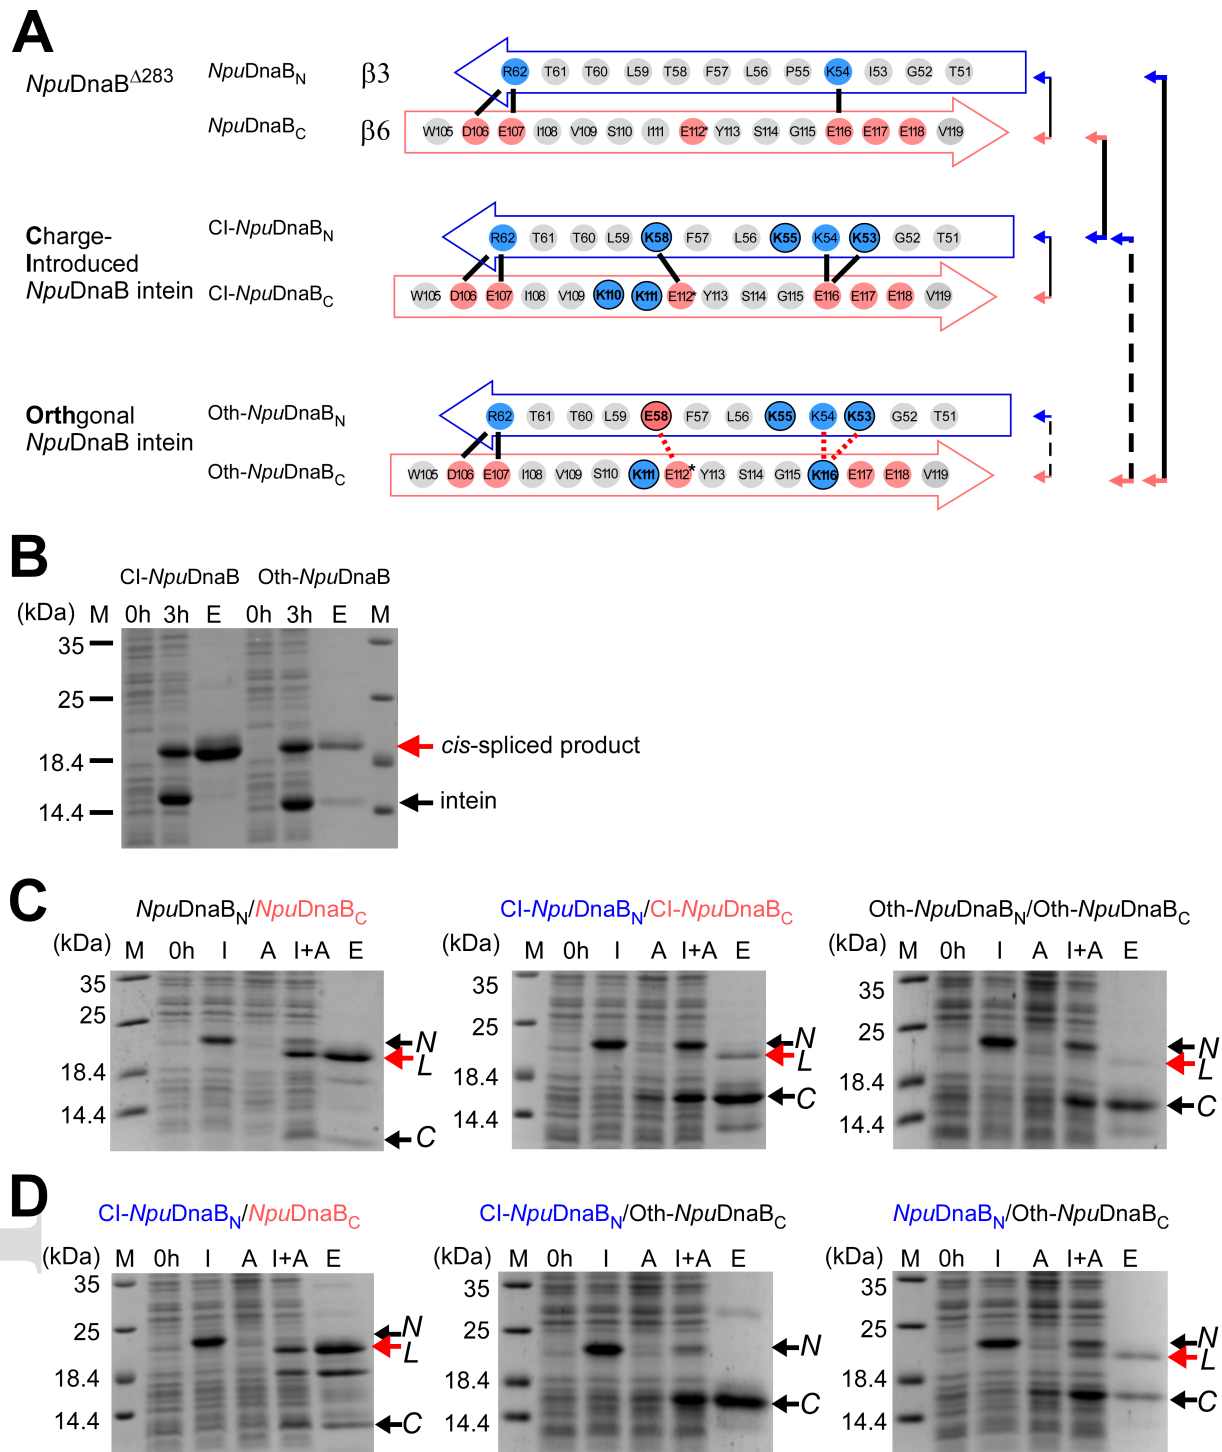 A
NpuDnaBΔ283 NpuDnaBN β3 R62 T61 T60 L59 T58 F57 L56 P55 K54 I53 G52 T51
NpuDnaBC β6 W105 D106 E107 I108 V109 S110 I111 E112* Y113 S114 G115 E116 E117 E118 V119
Charge-
Introduced
NpuDnaB intein
CI-NpuDnaBN R62 T61 T60 L59 K58 F57 L56 K55 K54 K53 G52 T51
CI-NpuDnaBC W105 D106 E107 I108 V109 K110 K111 E112* Y113 S114 G115 E116 E117 E118 V119
Orthgonal
NpuDnaB intein
Oth-NpuDnaBN R62 T61 T60 L59 E58 F57 L56 K55 K54 K53 G52 T51
Oth-NpuDnaBC W105 D106 E107 I108 V109 S110 K111 E112* Y113 S114 G115 K116 E117 E118 V119
B
CI-NpuDnaB Oth-NpuDnaB
(kDa) M 0h 3h E 0h 3h E M
35
25
18.4
14.4
cis-spliced product
intein
C
NpuDnaBN/NpuDnaBC
(kDa) M 0h I A I+A E
35
25
18.4
14.4
N
L
C
CI-NpuDnaBN/CI-NpuDnaBC
(kDa) M 0h I A I+A E
35
25
18.4
14.4
N
L
C
Oth-NpuDnaBN/Oth-NpuDnaBC
(kDa) M 0h I A I+A E
35
25
18.4
14.4
N
L
C
D
CI-NpuDnaBN/NpuDnaBC
(kDa) M 0h I A I+A E
35
25
18.4
14.4
N
L
C
CI-NpuDnaBN/Oth-NpuDnaBC
(kDa) M 0h I A I+A E
35
25
18.4
14.4
N
C
NpuDnaBN/Oth-NpuDnaBC
(kDa) M 0h I A I+A E
35
25
18.4
14.4
N
L
C